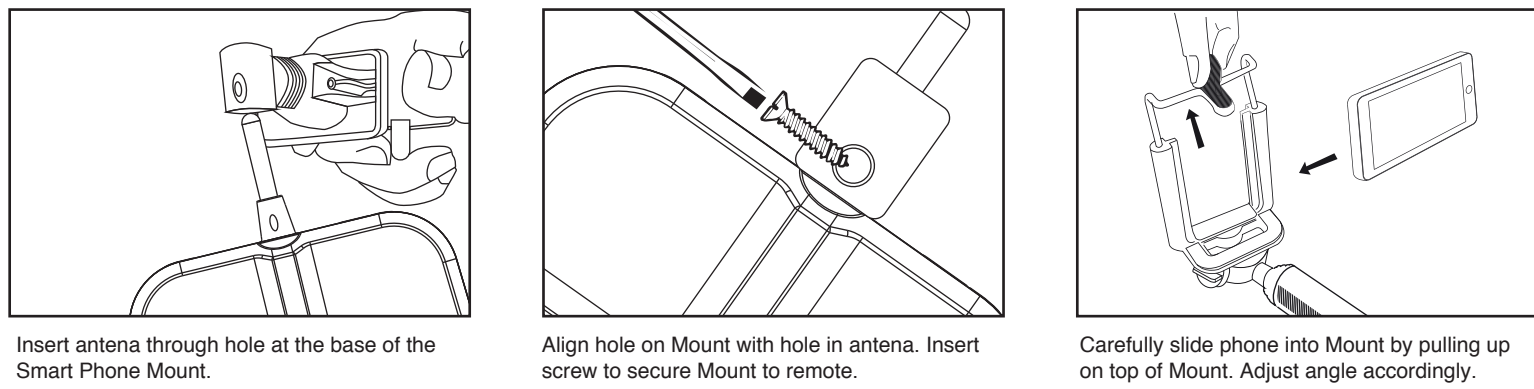 Insert antena through hole at the base of the
Smart Phone Mount.
Align hole on Mount with hole in antena. Insert
screw to secure Mount to remote.
Carefully slide phone into Mount by pulling up
on top of Mount. Adjust angle accordingly.